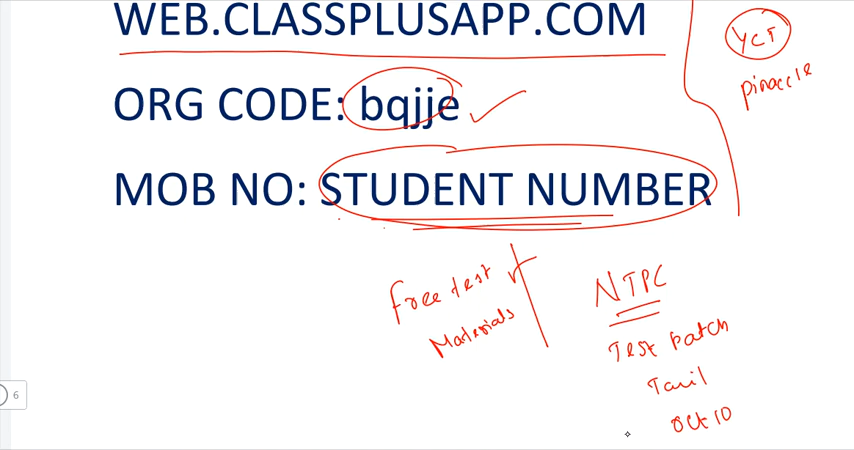 WEB.CLASSPLUSAPP.COM
ORG CODE: bqjje
MOB NO: STUDENT NUMBER
YCT
pinaccle
Free test
Materials
NTPC
Test batch
Tamil
Oct 10
6